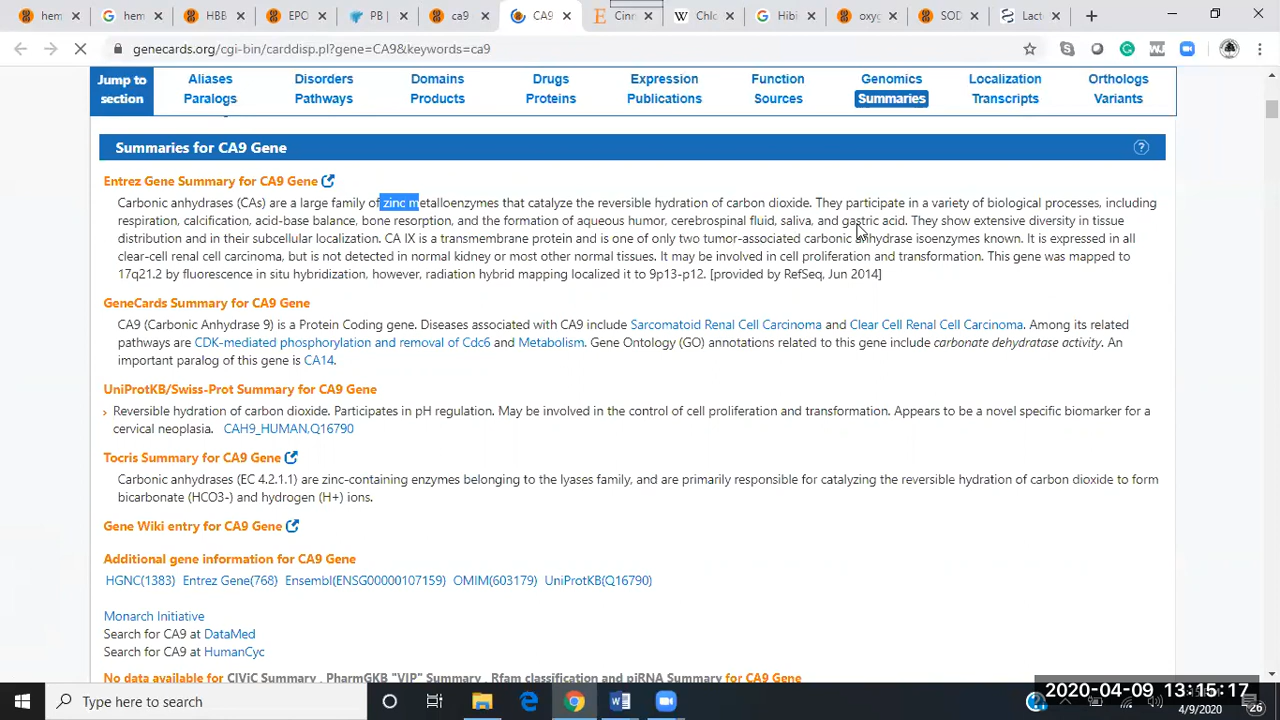 hem
hem
HBB
EPO
PB |
ca9
CA9
Cinn
Chlo
Hibi
oxyg
SOD
Lact
genecards.org/cgi-bin/carddisp.pl?gene=CA9&keywords=ca9
Jump to section
Aliases Disorders Domains Drugs Expression Function Genomics Localization Orthologs
Paralogs Pathways Products Proteins Publications Sources Summaries Transcripts Variants
Summaries for CA9 Gene
Entrez Gene Summary for CA9 Gene
Carbonic anhydrases (CAs) are a large family of zinc metalloenzymes that catalyze the reversible hydration of carbon dioxide. They participate in a variety of biological processes, including
respiration, calcification, acid-base balance, bone resorption, and the formation of aqueous humor, cerebrospinal fluid, saliva, and gastric acid. They show extensive diversity in tissue
distribution and in their subcellular localization. CA IX is a transmembrane protein and is one of only two tumor-associated carbonic anhydrase isoenzymes known. It is expressed in all
clear-cell renal cell carcinoma, but is not detected in normal kidney or most other normal tissues. It may be involved in cell proliferation and transformation. This gene was mapped to
17q21.2 by fluorescence in situ hybridization, however, radiation hybrid mapping localized it to 9p13-p12. [provided by RefSeq, Jun 2014]
GeneCards Summary for CA9 Gene
CA9 (Carbonic Anhydrase 9) is a Protein Coding gene. Diseases associated with CA9 include Sarcomatoid Renal Cell Carcinoma and Clear Cell Renal Cell Carcinoma. Among its related
pathways are CDK-mediated phosphorylation and removal of Cdc6 and Metabolism. Gene Ontology (GO) annotations related to this gene include carbonate dehydratase activity. An
important paralog of this gene is CA14.
UniProtKB/Swiss-Prot Summary for CA9 Gene
Reversible hydration of carbon dioxide. Participates in pH regulation. May be involved in the control of cell proliferation and transformation. Appears to be a novel specific biomarker for a
cervical neoplasia. CAH9_HUMAN,Q16790
Tocris Summary for CA9 Gene
Carbonic anhydrases (EC 4.2.1.1) are zinc-containing enzymes belonging to the lyases family, and are primarily responsible for catalyzing the reversible hydration of carbon dioxide to form
bicarbonate (HCO3-) and hydrogen (H+) ions.
Gene Wiki entry for CA9 Gene
Additional gene information for CA9 Gene
HGNC(1383) Entrez Gene(768) Ensembl(ENSG00000107159) OMIM(603179) UniProtKB(Q16790)
Monarch Initiative
Search for CA9 at DataMed
Search for CA9 at HumanCyc
No data available for CIViC Summary , PharmGKB "VIP" Summary , Rfam classification and piRNA Summary for CA9 Gene
Type here to search
2020-04-09 13:15:17
4/9/2020
26